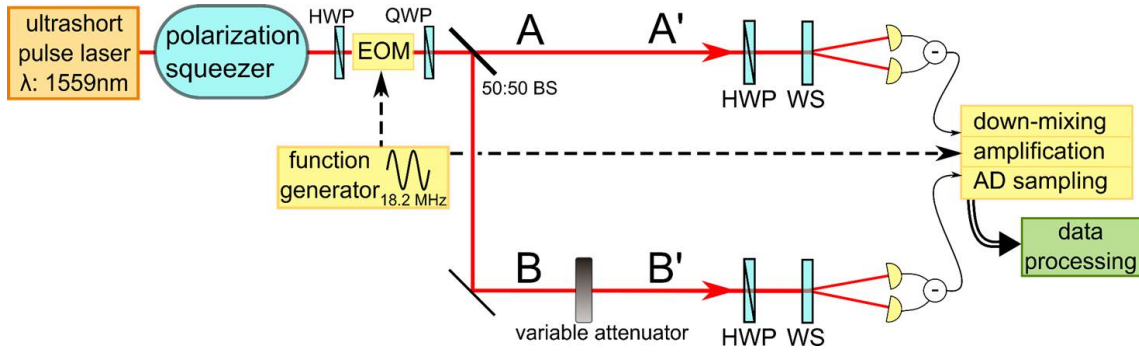 ultrashort
pulse laser
λ: 1559nm
polarization
squeezer
HWP
EOM
QWP
50:50 BS
A
A'
HWP
WS
-
function
generator
18.2 MHz
down-mixing
amplification
AD sampling
data
processing
B
B'
variable attenuator
HWP
WS
-